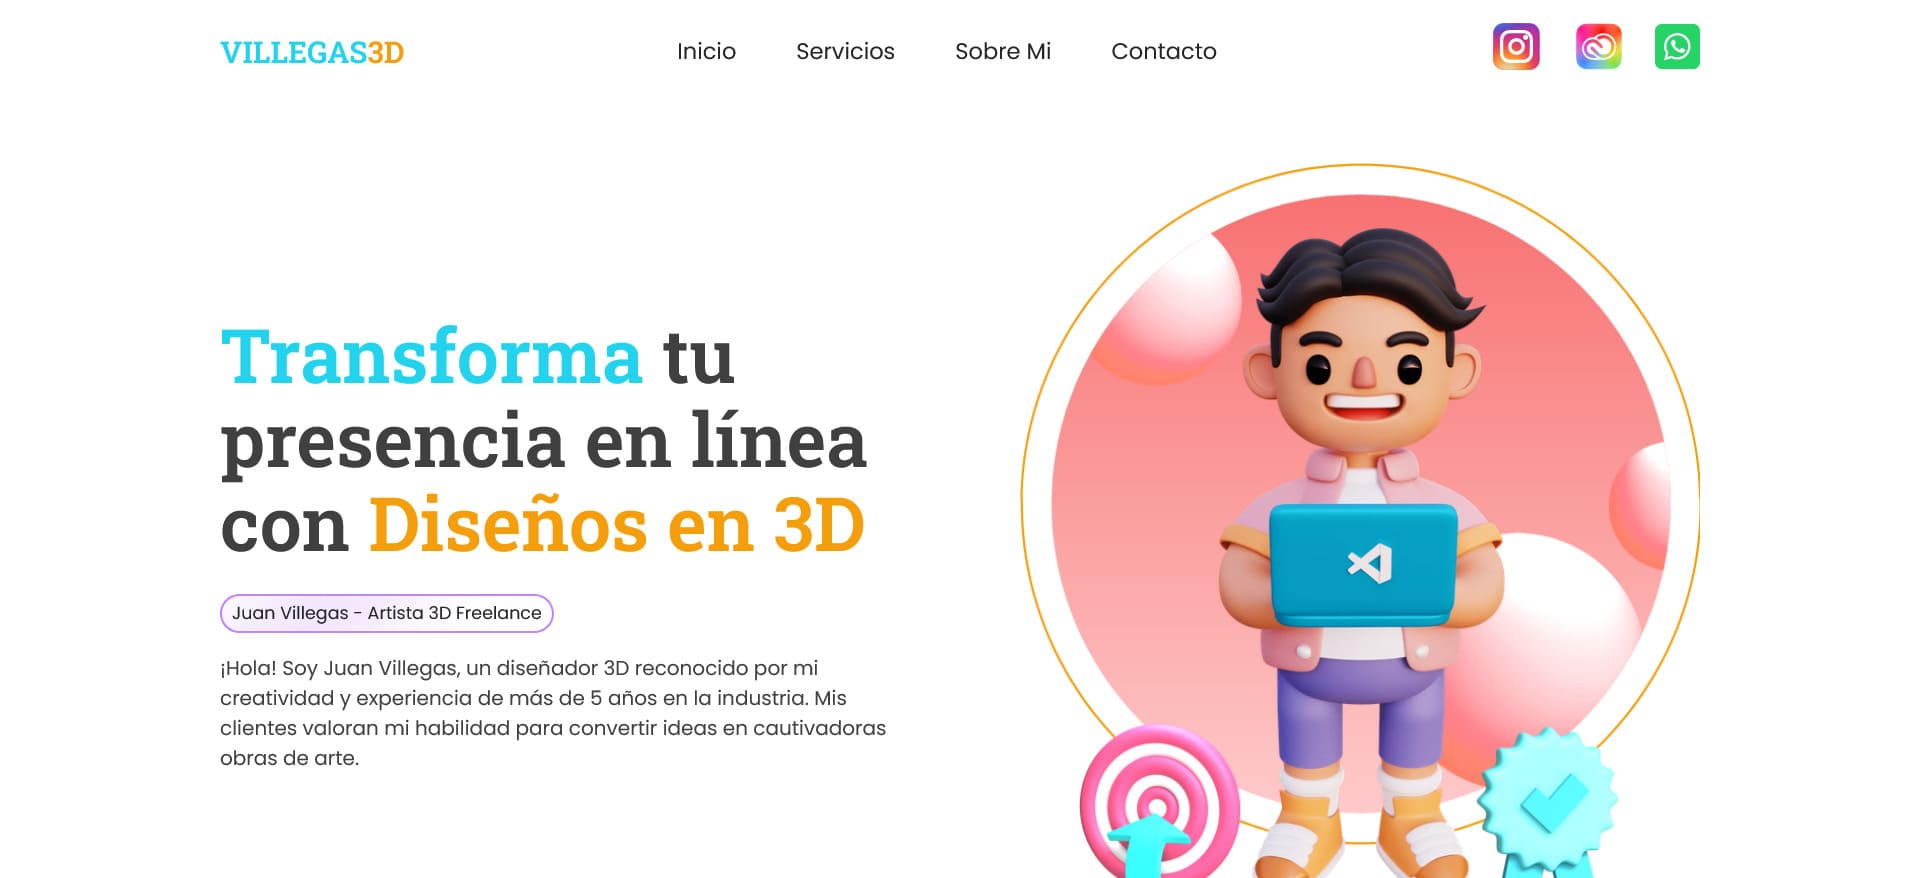 VILLEGAS3D
Inicio
Servicios
Sobre Mi
Contacto
Transforma tu
presencia en línea
con Diseños en 3D
Juan Villegas - Artista 3D Freelance
¡Hola! Soy Juan Villegas, un diseñador 3D reconocido por mi
creatividad y experiencia de más de 5 años en la industria. Mis
clientes valoran mi habilidad para convertir ideas en cautivadoras
obras de arte.